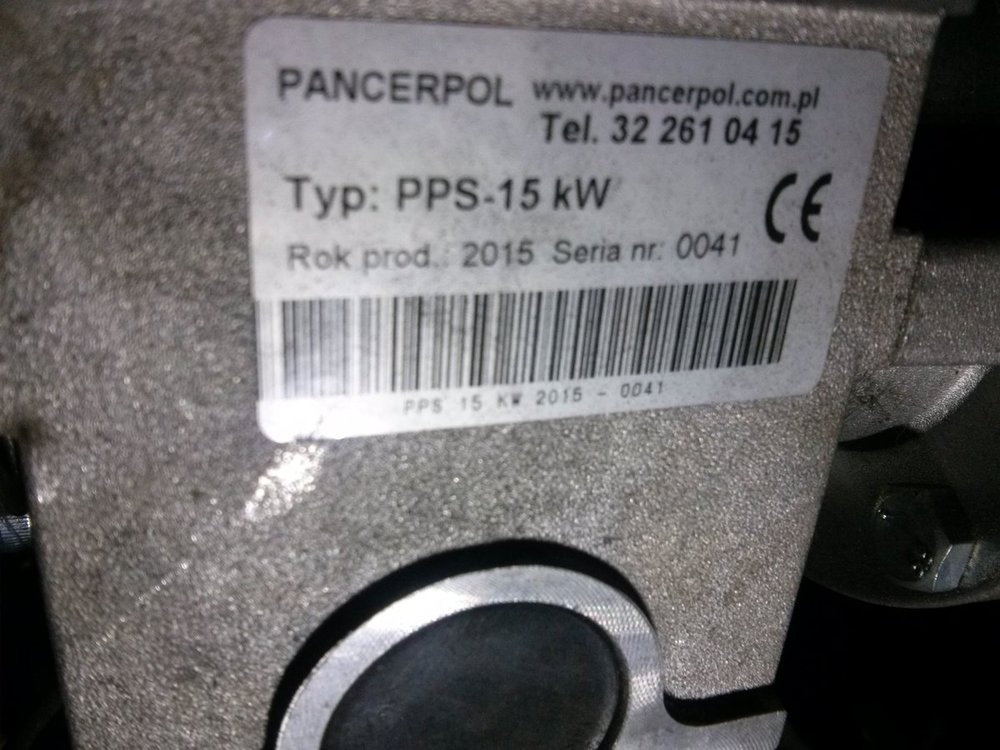 PANCERPOL www.pancerpol.com.pl
Tel. 32 261 04 15
Typ: PPS-15 kW
CE
Rok prod.: 2015 Seria nr: 0041
PPS 15 KW 2015 - 0041